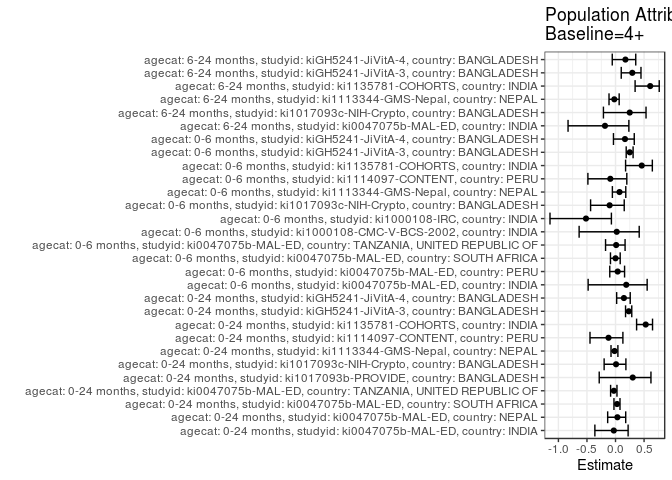 Population Attrib
Baseline=4+
agecat: 6-24 months, studyid: kiGH5241-JiVitA-4, country: BANGLADESH
agecat: 6-24 months, studyid: kiGH5241-JiVitA-3, country: BANGLADESH
agecat: 6-24 months, studyid: ki1135781-COHORTS, country: INDIA
agecat: 6-24 months, studyid: ki1113344-GMS-Nepal, country: NEPAL
agecat: 6-24 months, studyid: ki1017093c-NIH-Crypto, country: BANGLADESH
agecat: 6-24 months, studyid: ki0047075b-MAL-ED, country: INDIA
agecat: 0-6 months, studyid: kiGH5241-JiVitA-4, country: BANGLADESH
agecat: 0-6 months, studyid: kiGH5241-JiVitA-3, country: BANGLADESH
agecat: 0-6 months, studyid: ki1135781-COHORTS, country: INDIA
agecat: 0-6 months, studyid: ki1114097-CONTENT, country: PERU
agecat: 0-6 months, studyid: ki1113344-GMS-Nepal, country: NEPAL
agecat: 0-6 months, studyid: ki1017093c-NIH-Crypto, country: BANGLADESH
agecat: 0-6 months, studyid: ki1000108-IRC, country: INDIA
agecat: 0-6 months, studyid: ki1000108-CMC-V-BCS-2002, country: INDIA
agecat: 0-6 months, studyid: ki0047075b-MAL-ED, country: TANZANIA, UNITED REPUBLIC OF
agecat: 0-6 months, studyid: ki0047075b-MAL-ED, country: SOUTH AFRICA
agecat: 0-6 months, studyid: ki0047075b-MAL-ED, country: PERU
agecat: 0-6 months, studyid: ki0047075b-MAL-ED, country: INDIA
agecat: 0-24 months, studyid: kiGH5241-JiVitA-4, country: BANGLADESH
agecat: 0-24 months, studyid: kiGH5241-JiVitA-3, country: BANGLADESH
agecat: 0-24 months, studyid: ki1135781-COHORTS, country: INDIA
agecat: 0-24 months, studyid: ki1114097-CONTENT, country: PERU
agecat: 0-24 months, studyid: ki1113344-GMS-Nepal, country: NEPAL
agecat: 0-24 months, studyid: ki1017093c-NIH-Crypto, country: BANGLADESH
agecat: 0-24 months, studyid: ki1017093b-PROVIDE, country: BANGLADESH
agecat: 0-24 months, studyid: ki0047075b-MAL-ED, country: TANZANIA, UNITED REPUBLIC OF
agecat: 0-24 months, studyid: ki0047075b-MAL-ED, country: SOUTH AFRICA
agecat: 0-24 months, studyid: ki0047075b-MAL-ED, country: NEPAL
agecat: 0-24 months, studyid: ki0047075b-MAL-ED, country: INDIA
-1.0 -0.5 0.0 0.5
Estimate